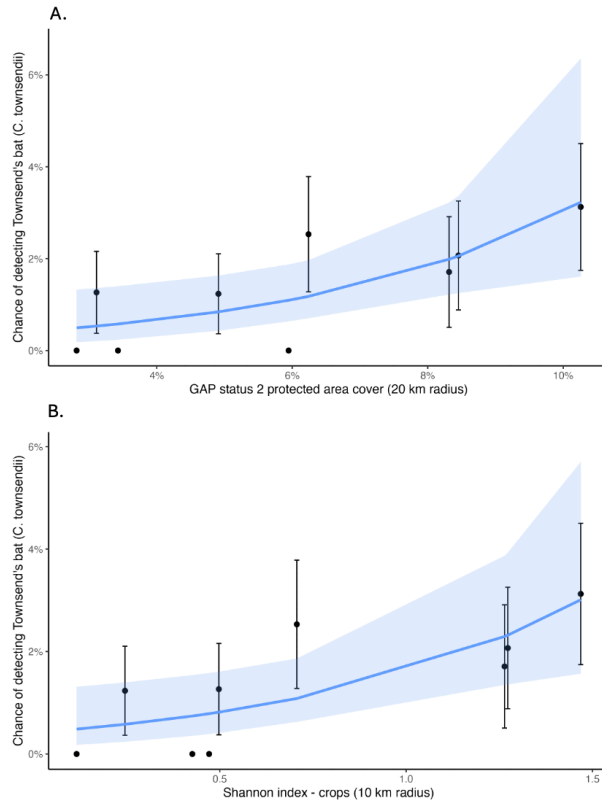 A.
Chance of detecting Townsend's bat (C. townsendii)
6%
4%
2%
0%
4% 6% 8% 10%
GAP status 2 protected area cover (20 km radius)
B.
Chance of detecting Townsend's bat (C. townsendii)
6%
4%
2%
0%
0.5 1.0 1.5
Shannon index - crops (10 km radius)